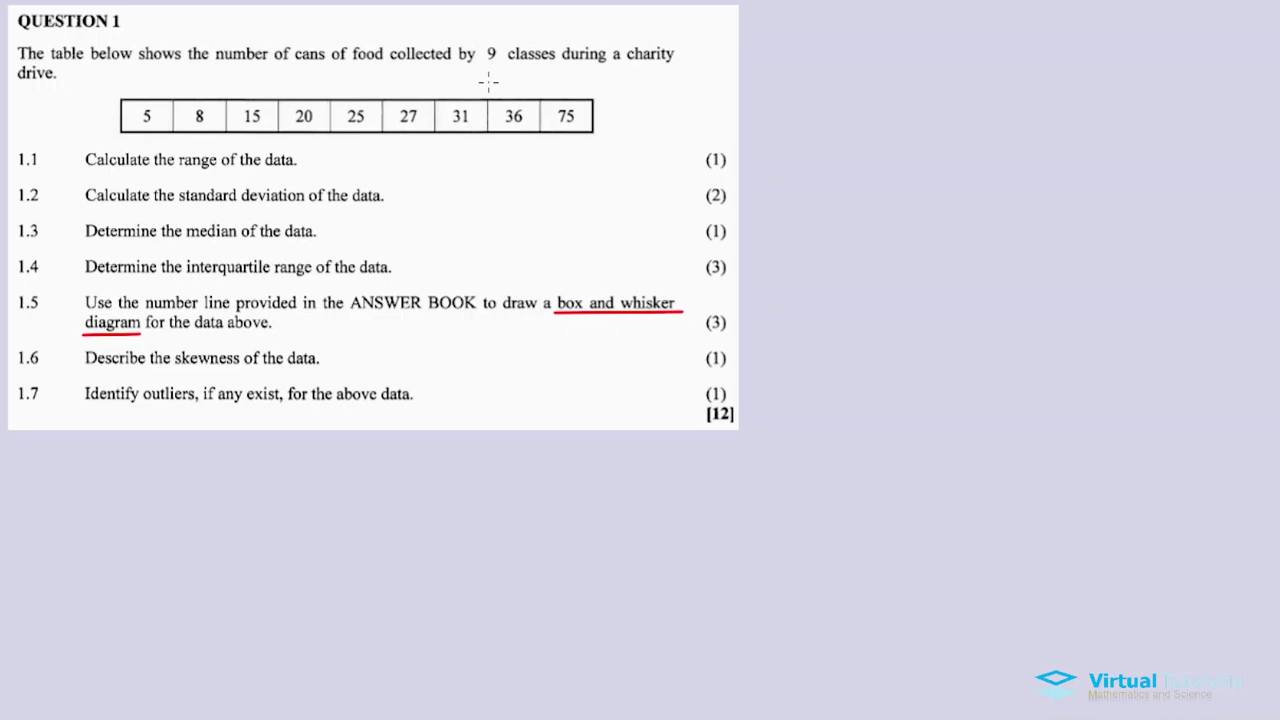 QUESTION 1
The table below shows the number of cans of food collected by 9 classes during a charity
drive.
5 8 15 20 25 27 31 36 75
1.1 Calculate the range of the data. (1)
1.2 Calculate the standard deviation of the data. (2)
1.3 Determine the median of the data. (1)
1.4 Determine the interquartile range of the data. (3)
1.5 Use the number line provided in the ANSWER BOOK to draw a box and whisker
diagram for the data above. (3)
1.6 Describe the skewness of the data. (1)
1.7 Identify outliers, if any exist, for the above data. (1)
[12]
Virtual
Mathematics and Science